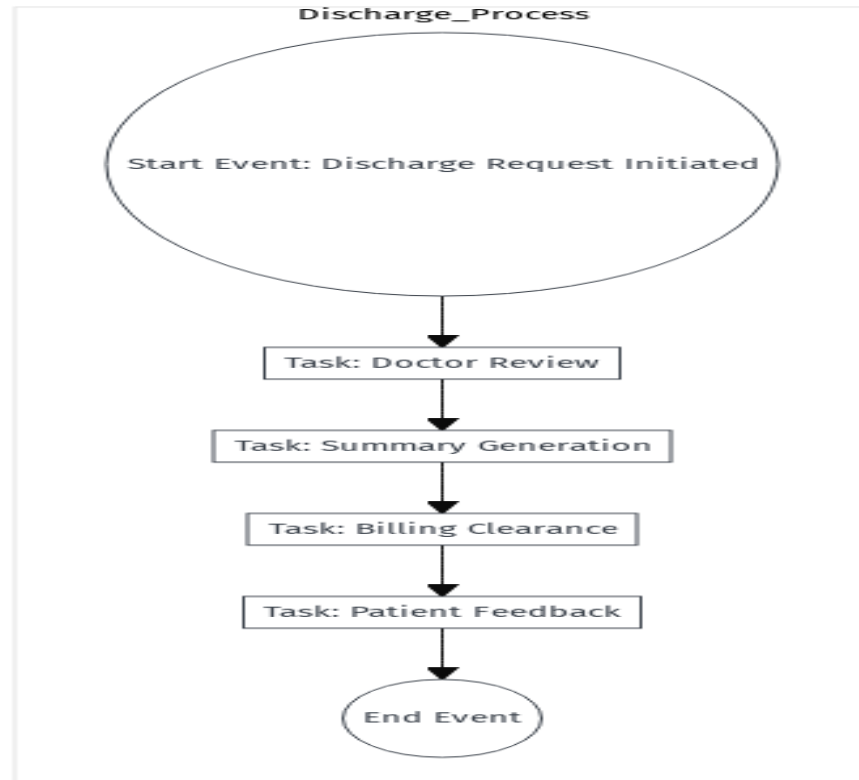 Discharge_Process
Start Event: Discharge Request Initiated
Task: Doctor Review
Task: Summary Generation
Task: Billing Clearance
Task: Patient Feedback
End Event